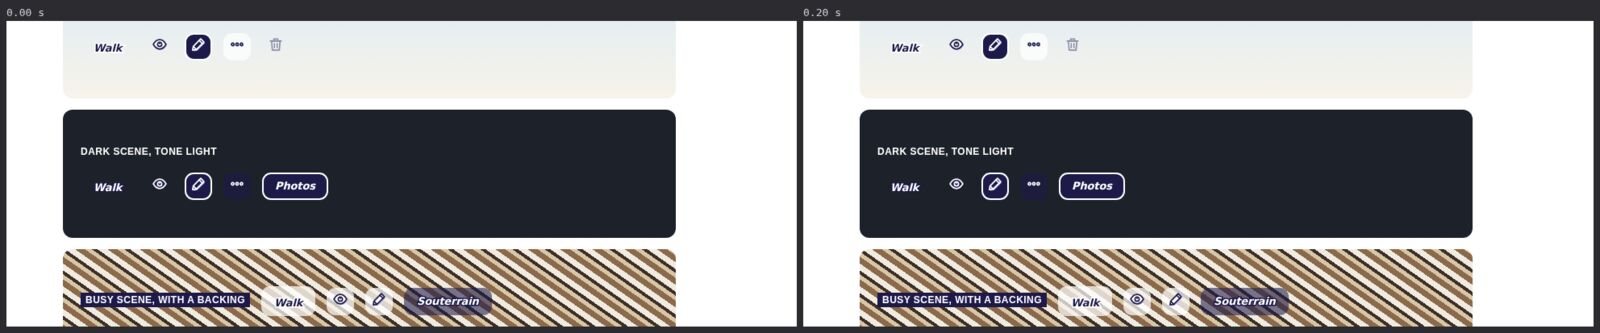 0.00 s
Walk
DARK SCENE, TONE LIGHT
Walk Photos
BUSY SCENE, WITH A BACKING Walk Souterrain
0.20 s
Walk
DARK SCENE, TONE LIGHT
Walk Photos
BUSY SCENE, WITH A BACKING Walk Souterrain